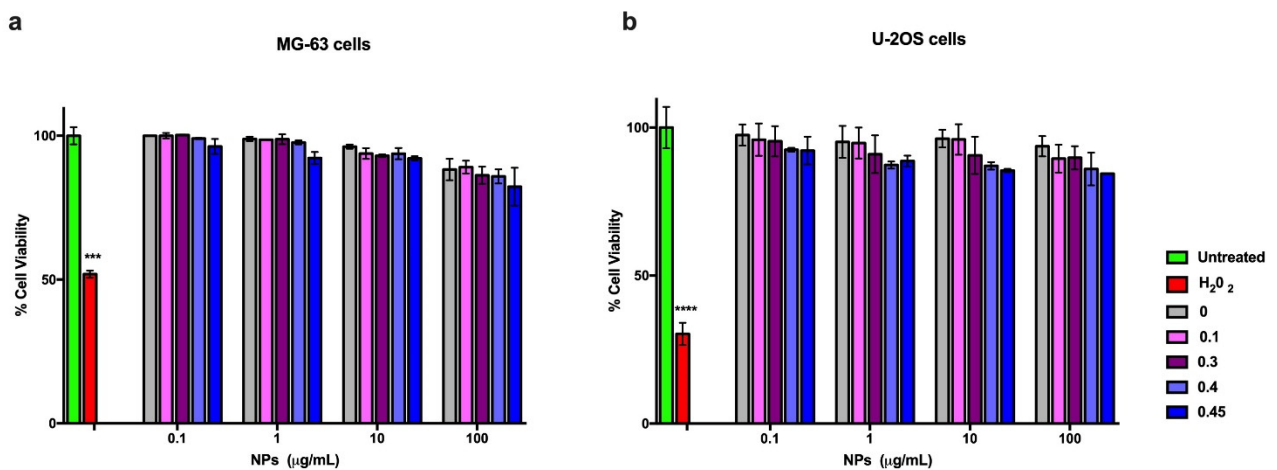 a
MG-63 cells
% Cell Viability
100
50
0
***
0.1 1 10 100
NPs (μg/mL)
b
U-2OS cells
% Cell Viability
100
50
0
****
0.1 1 10 100
NPs (μg/mL)
Untreated
H₂0 ₂
0
0.1
0.3
0.4
0.45